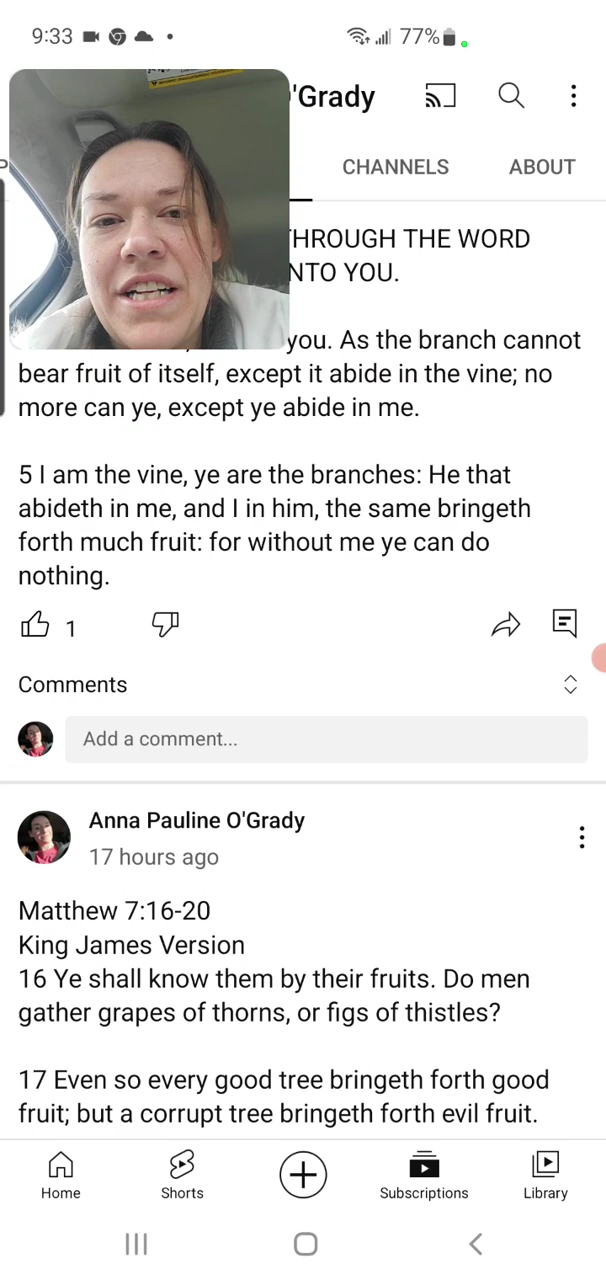 9:33 77%
'Grady
CHANNELS ABOUT
THROUGH THE WORD
NTO YOU.
you. As the branch cannot
bear fruit of itself, except it abide in the vine; no
more can ye, except ye abide in me.
5 I am the vine, ye are the branches: He that
abideth in me, and I in him, the same bringeth
forth much fruit: for without me ye can do
nothing.
1
Comments
Add a comment...
Anna Pauline O'Grady
17 hours ago
Matthew 7:16-20
King James Version
16 Ye shall know them by their fruits. Do men
gather grapes of thorns, or figs of thistles?
17 Even so every good tree bringeth forth good
fruit; but a corrupt tree bringeth forth evil fruit.
Home Shorts Subscriptions Library